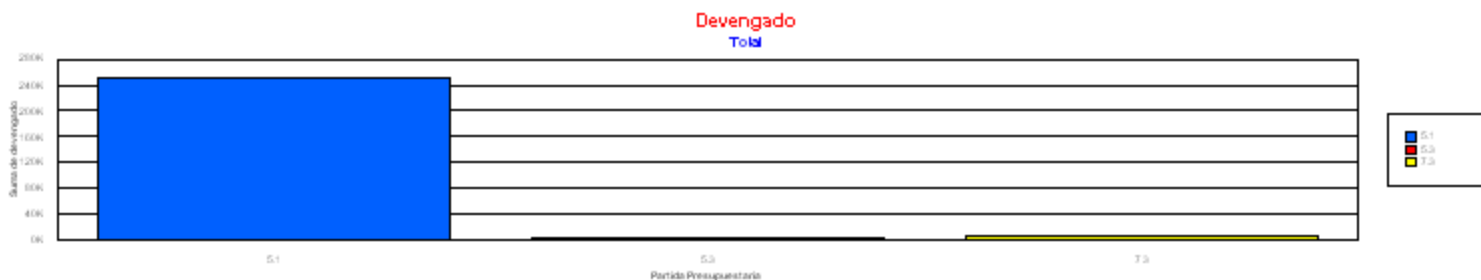 Devengado
Total
280K
240K
200K
160K
120K
80K
40K
0K
Suma de devengado
5.1
5.3
7.3
Partida Presupuestaria
5.1
5.3
7.3